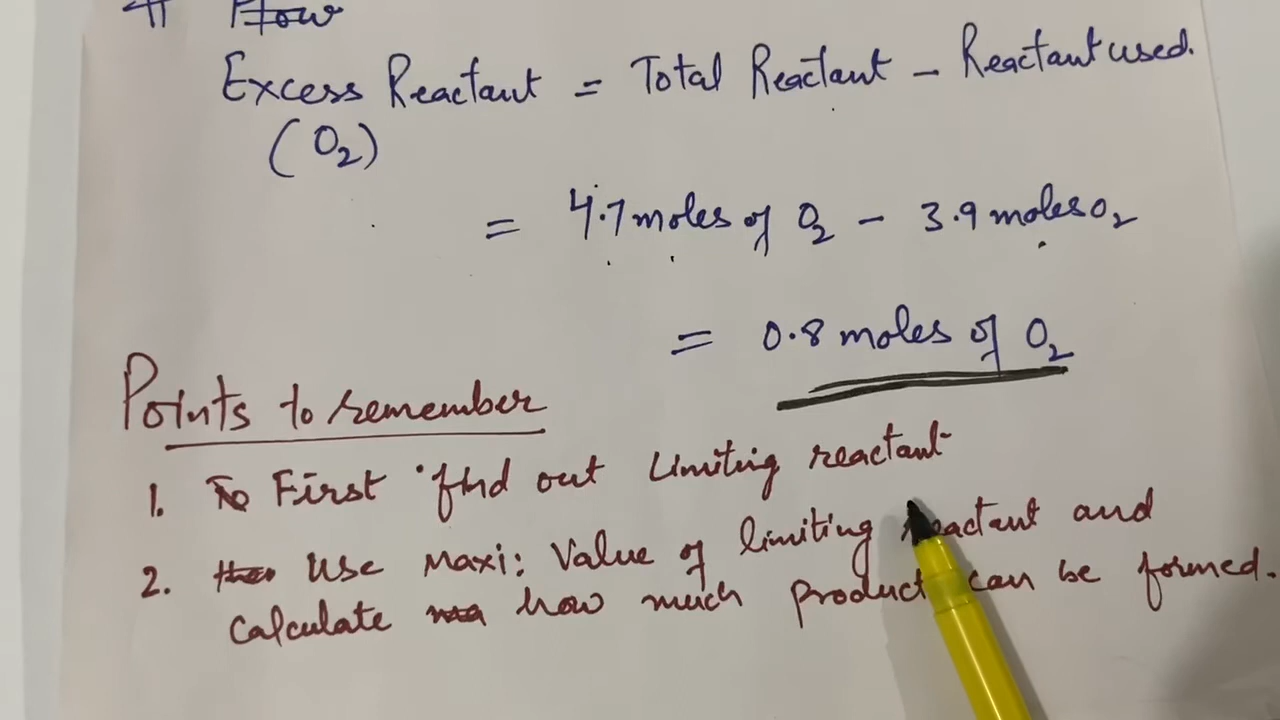 # How
Excess Reactant = Total Reactant - Reactant used.
(O₂)
= 4.7 moles of O₂ - 3.9 moles O₂
= 0.8 moles of O₂
Points to remember
1. First find out Limiting reactant
2. Use Maxi: Value of limiting reactant and
calculate how much product can be formed.